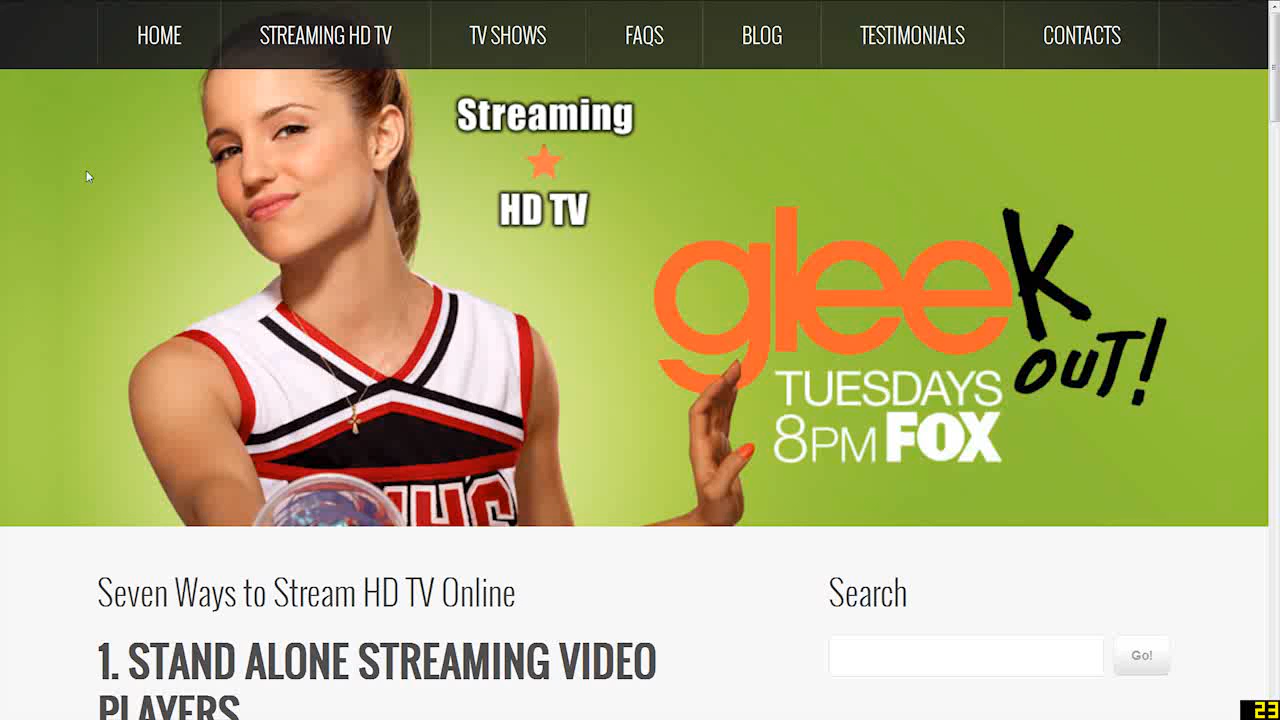 HOME STREAMING HD TV TV SHOWS FAQS BLOG TESTIMONIALS CONTACTS
Streaming
HD TV
gleek
OUT!
TUESDAYS
8PM FOX
WHS
Seven Ways to Stream HD TV Online
Search
1. STAND ALONE STREAMING VIDEO
PLAYERS
Go!
23